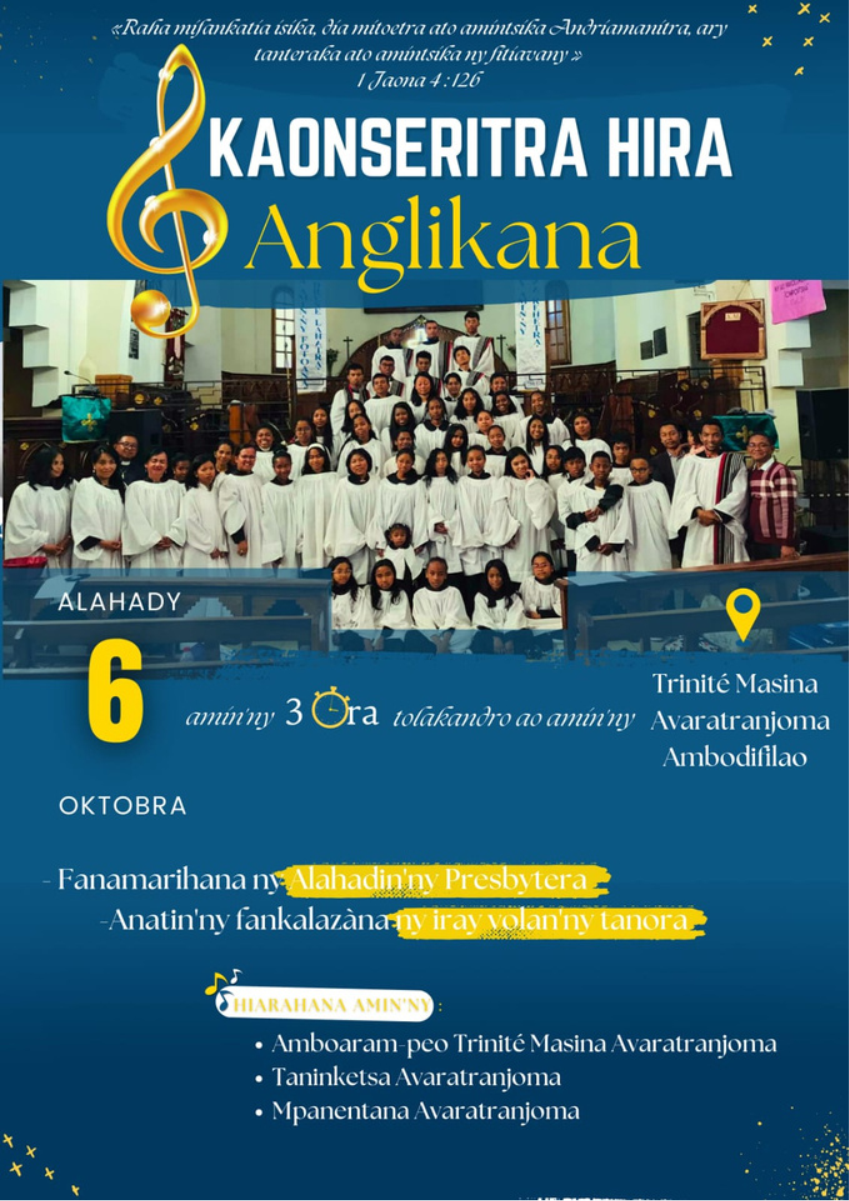 «Raha mifankatia isika, dia mitoetra ato amintsika Andriamanitra, ary
tanteraka ato amintsika ny fitiavany »
1 Jaona 4 :126
KAONSERITRA HIRA
Anglikana
ALAHADY
6
OKTOBRA
amin'ny 3 Ora tolakandro ao amin'ny
Trinité Masina
Avaratranjoma
Ambodifilao
- Fanamarihana ny Alahadin'ny Presbytera
-Anatin'ny fankalazàna ny iray volan'ny tanora
HIARAHANA AMIN'NY :
• Amboaram-peo Trinité Masina Avaratranjoma
• Taninketsa Avaratranjoma
• Mpanentana Avaratranjoma